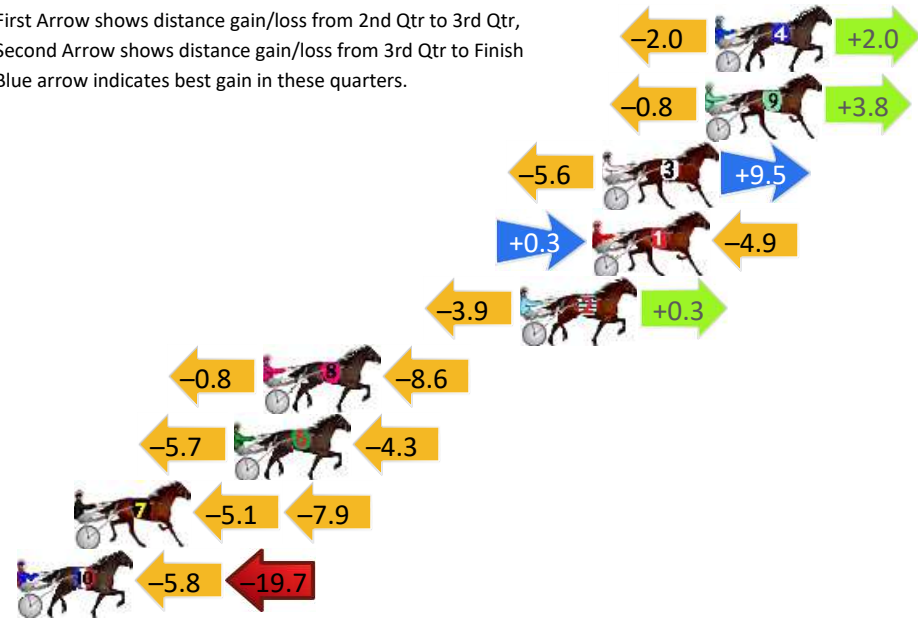 First Arrow shows distance gain/loss from 2nd Qtr to 3rd Qtr,
Second Arrow shows distance gain/loss from 3rd Qtr to Finish
Blue arrow indicates best gain in these quarters.
–2.0 4 +2.0
–0.8 9 +3.8
–5.6 3 +9.5
+0.3 1 –4.9
–3.9 2 +0.3
–0.8 8 –8.6
–5.7 –4.3
7 –5.1 –7.9
10 –5.8 –19.7